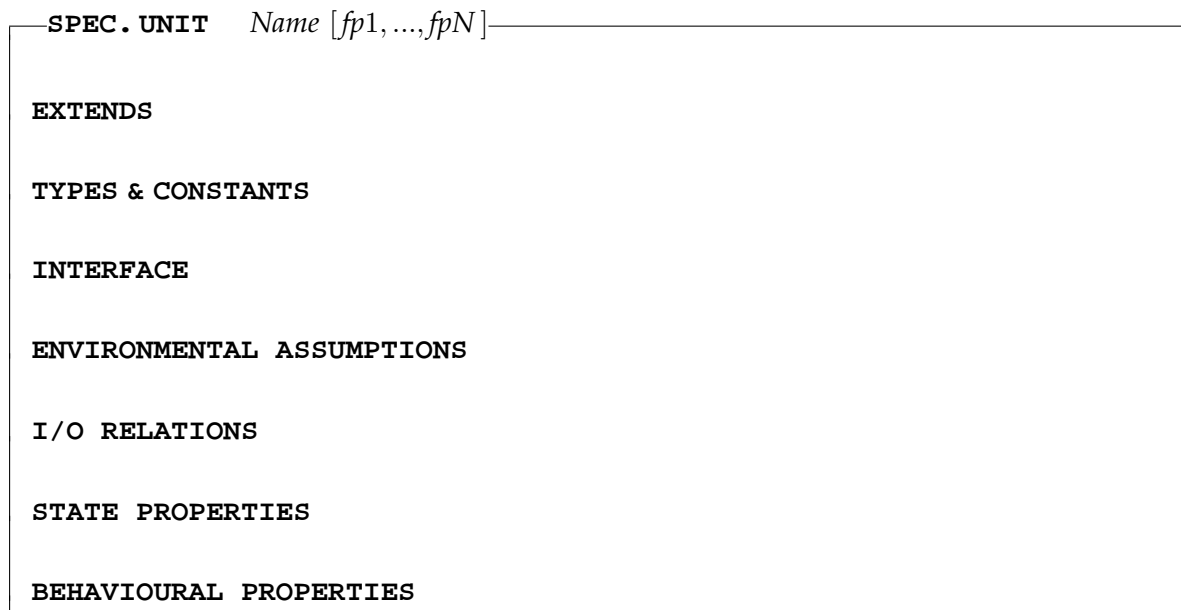 SPEC. UNIT Name [fp1, ..., fpN]
EXTENDS
TYPES & CONSTANTS
INTERFACE
ENVIRONMENTAL ASSUMPTIONS
I/O RELATIONS
STATE PROPERTIES
BEHAVIOURAL PROPERTIES